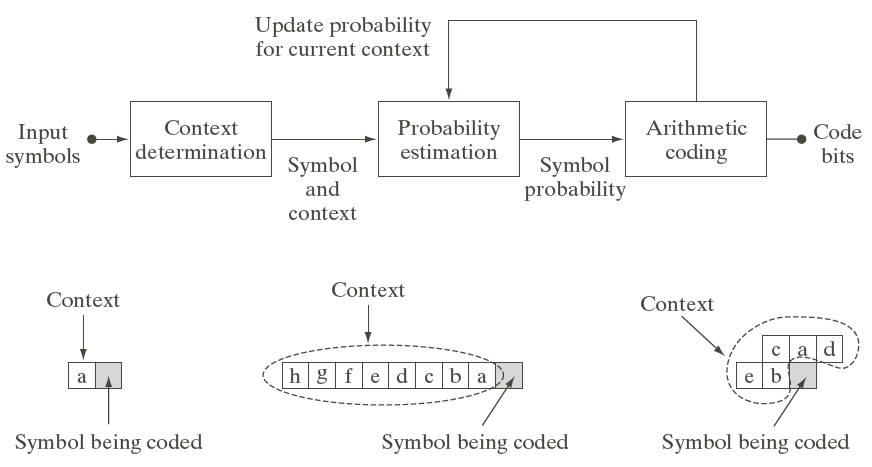 Update probability
for current context
Input
symbols
Context
determination
Symbol
and
context
Probability
estimation
Symbol
probability
Arithmetic
coding
Code
bits
Context
a
Symbol being coded
Context
h g f e d c b a
Symbol being coded
Context
c a d
e b
Symbol being coded